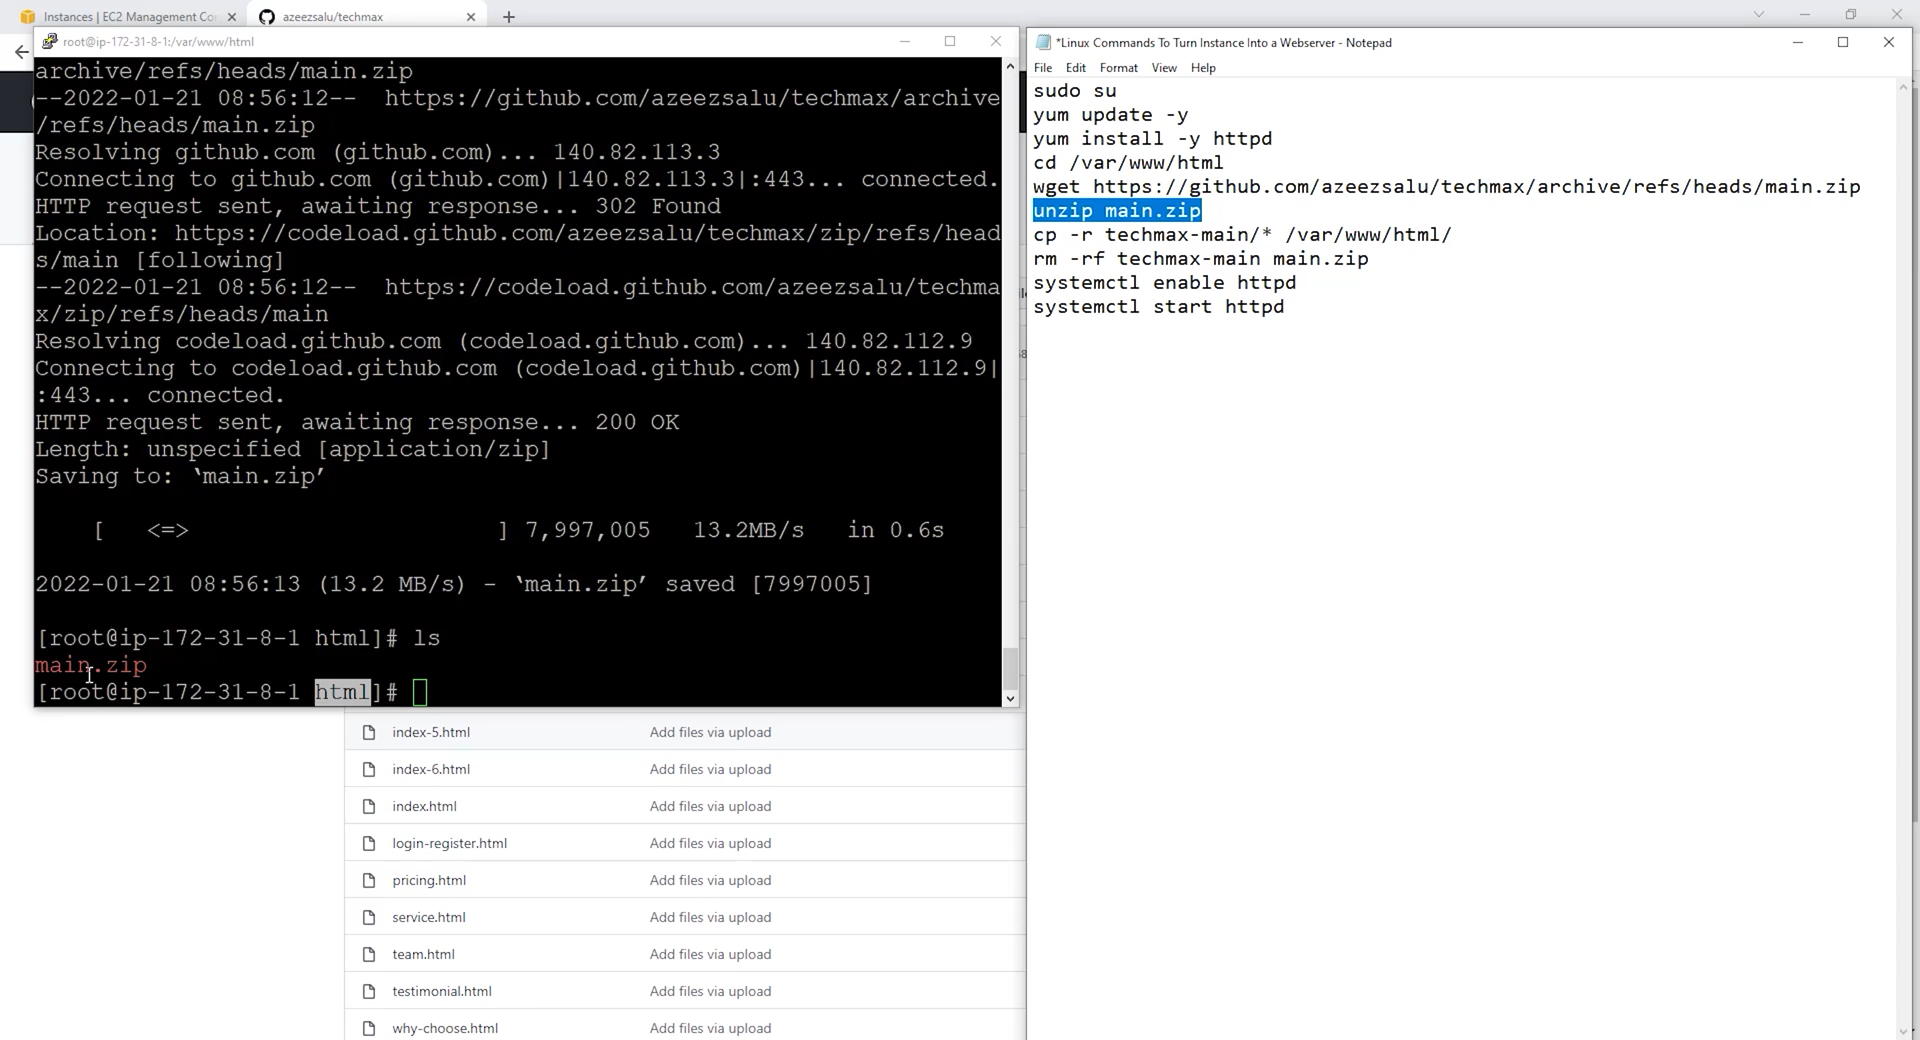 Instances | EC2 Management Co
azeezsalu/techmax
root@ip-172-31-8-1:/var/www/html
archive/refs/heads/main.zip
--2022-01-21 08:56:12--  https://github.com/azeezsalu/techmax/archive
/refs/heads/main.zip
Resolving github.com (github.com)... 140.82.113.3
Connecting to github.com (github.com)|140.82.113.3|:443... connected.
HTTP request sent, awaiting response... 302 Found
Location: https://codeload.github.com/azeezsalu/techmax/zip/refs/head
s/main [following]
--2022-01-21 08:56:12--  https://codeload.github.com/azeezsalu/techma
x/zip/refs/heads/main
Resolving codeload.github.com (codeload.github.com)... 140.82.112.9
Connecting to codeload.github.com (codeload.github.com)|140.82.112.9|
:443... connected.
HTTP request sent, awaiting response... 200 OK
Length: unspecified [application/zip]
Saving to: ‘main.zip’
[   <=>                      ] 7,997,005   13.2MB/s   in 0.6s
2022-01-21 08:56:13 (13.2 MB/s) - ‘main.zip’ saved [7997005]
[root@ip-172-31-8-1 html]# ls
main.zip
[root@ip-172-31-8-1 html]#
index-5.html Add files via upload
index-6.html Add files via upload
index.html Add files via upload
login-register.html Add files via upload
pricing.html Add files via upload
service.html Add files via upload
team.html Add files via upload
testimonial.html Add files via upload
why-choose.html Add files via upload
*Linux Commands To Turn Instance Into a Webserver - Notepad
File Edit Format View Help
sudo su
yum update -y
yum install -y httpd
cd /var/www/html
wget https://github.com/azeezsalu/techmax/archive/refs/heads/main.zip
unzip main.zip
cp -r techmax-main/* /var/www/html/
rm -rf techmax-main main.zip
systemctl enable httpd
systemctl start httpd